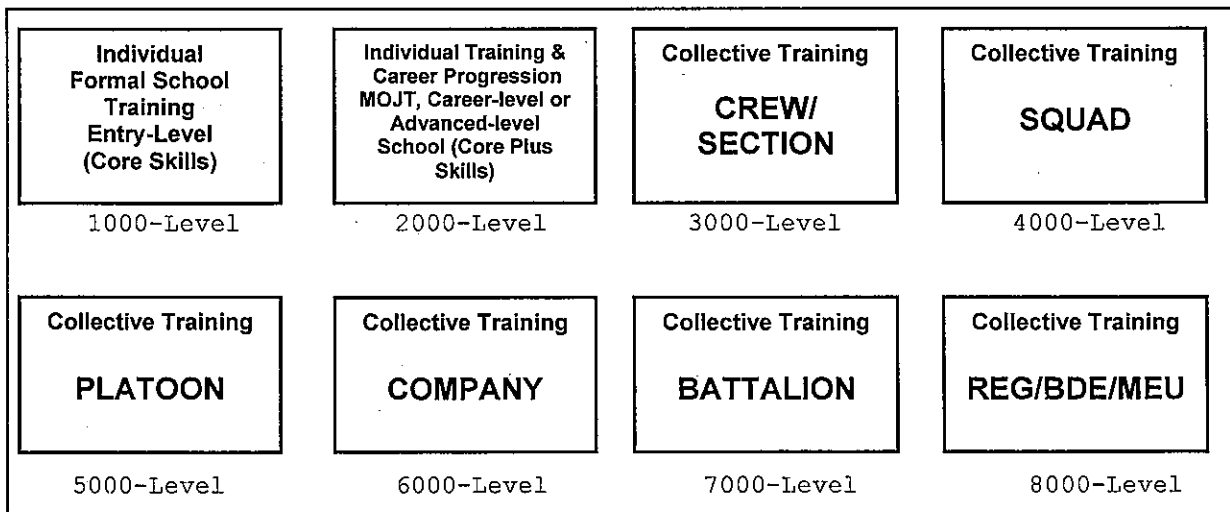 Individual
Formal School
Training
Entry-Level
(Core Skills)
1000-Level
Individual Training &
Career Progression
MOJT, Career-level or
Advanced-level
School (Core Plus
Skills)
2000-Level
Collective Training
CREW/
SECTION
3000-Level
Collective Training
SQUAD
4000-Level
Collective Training
PLATOON
5000-Level
Collective Training
COMPANY
6000-Level
Collective Training
BATTALION
7000-Level
Collective Training
REG/BDE/MEU
8000-Level